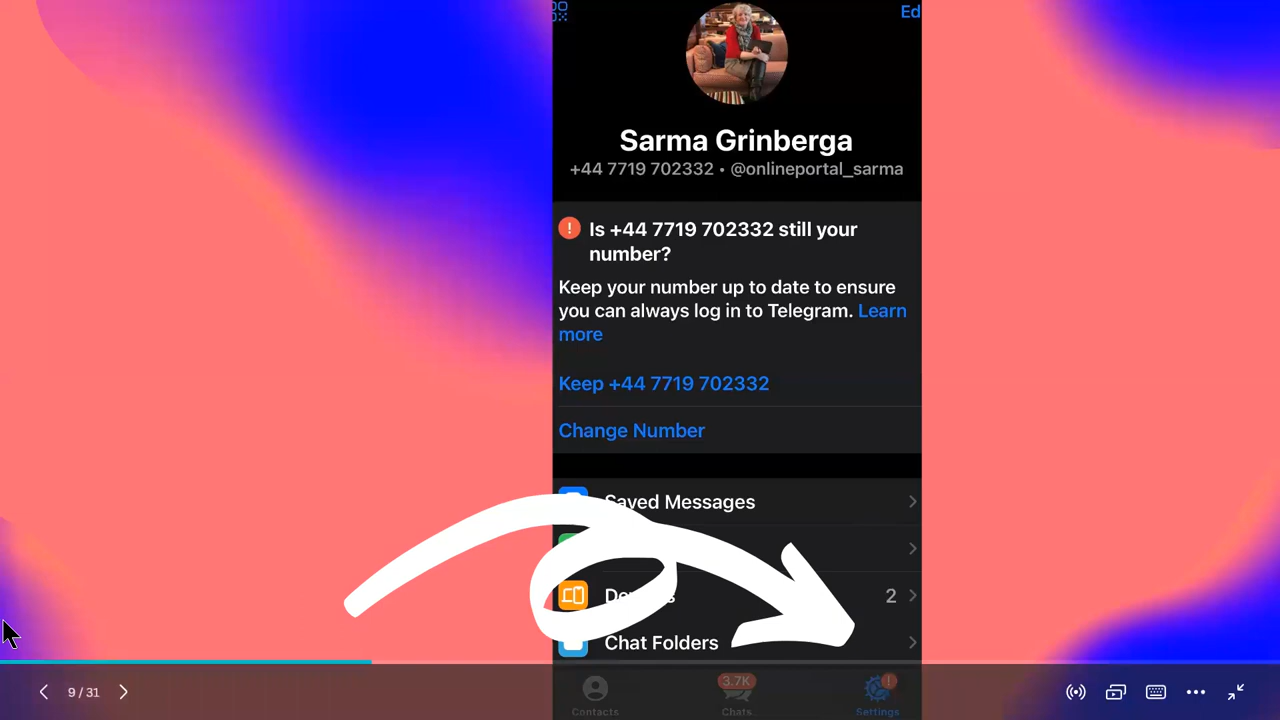 Ed
Sarma Grinberga
+44 7719 702332 • @onlineportal_sarma
! Is +44 7719 702332 still your
number?
Keep your number up to date to ensure
you can always log in to Telegram. Learn
more
Keep +44 7719 702332
Change Number
Saved Messages
2
Chat Folders
3.7K
!
Contacts
Chats
Settings
9 / 31